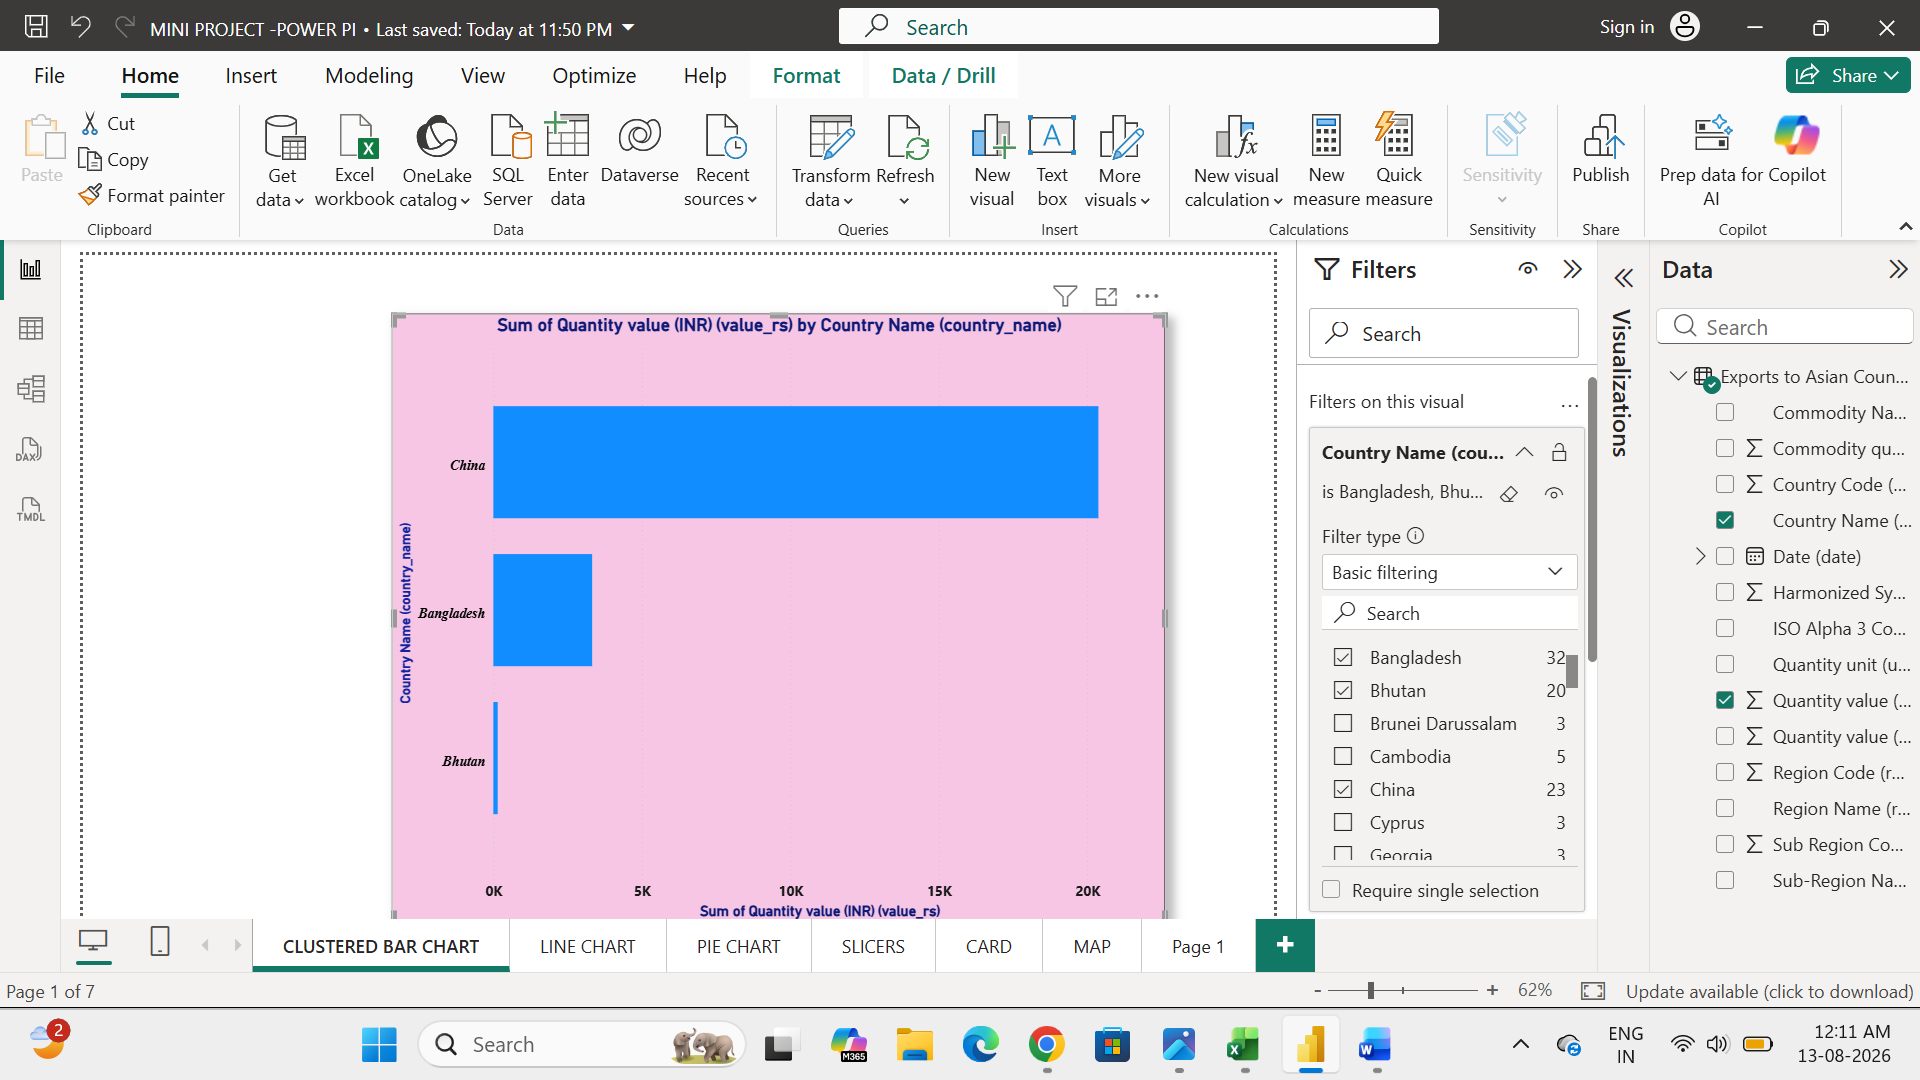 MINI PROJECT -POWER PI • Last saved: Today at 11:50 PM
Search
Sign in
File
Home
Insert
Modeling
View
Optimize
Help
Format
Data / Drill
Share
Paste
Cut
Copy
Format painter
Clipboard
Get data
Excel workbook
OneLake catalog
SQL Server
Enter data
Dataverse
Recent sources
Data
Transform data
Refresh
Queries
New visual
A
Text box
More visuals
Insert
New visual calculation
New measure
Quick measure
Calculations
Sensitivity
Sensitivity
Publish
Share
Prep data for AI
Copilot
Copilot
DAX
TMDL
Sum of Quantity value (INR) (value_rs) by Country Name (country_name)
Country Name (country_name)
China
Bangladesh
Bhutan
0K
5K
10K
15K
20K
Sum of Quantity value (INR) (value_rs)
Filters
Search
Filters on this visual
...
Country Name (cou...
is Bangladesh, Bhu...
Filter type
Basic filtering
Search
Bangladesh 32
Bhutan 20
Brunei Darussalam 3
Cambodia 5
China 23
Cyprus 3
Georgia 3
Require single selection
Visualizations
Data
Search
Exports to Asian Coun...
Commodity Na...
Commodity qu...
Country Code (...
Country Name (...
Date (date)
Harmonized Sy...
ISO Alpha 3 Co...
Quantity unit (u...
Quantity value (...
Quantity value (...
Region Code (r...
Region Name (r...
Sub Region Co...
Sub-Region Na...
CLUSTERED BAR CHART
LINE CHART
PIE CHART
SLICERS
CARD
MAP
Page 1
+
Page 1 of 7
- + 62%
Update available (click to download)
2
Search
M365
ENG
IN
12:11 AM
13-08-2026